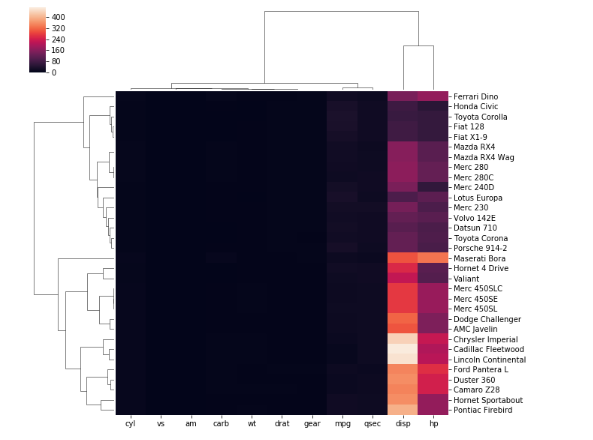 400
320
240
160
80
0
Ferrari Dino
Honda Civic
Toyota Corolla
Fiat 128
Fiat X1-9
Mazda RX4
Mazda RX4 Wag
Merc 280
Merc 280C
Merc 240D
Lotus Europa
Merc 230
Volvo 142E
Datsun 710
Toyota Corona
Porsche 914-2
Maserati Bora
Hornet 4 Drive
Valiant
Merc 450SLC
Merc 450SE
Merc 450SL
Dodge Challenger
AMC Javelin
Chrysler Imperial
Cadillac Fleetwood
Lincoln Continental
Ford Pantera L
Duster 360
Camaro Z28
Hornet Sportabout
Pontiac Firebird
cyl vs am carb wt drat gear mpg qsec disp hp